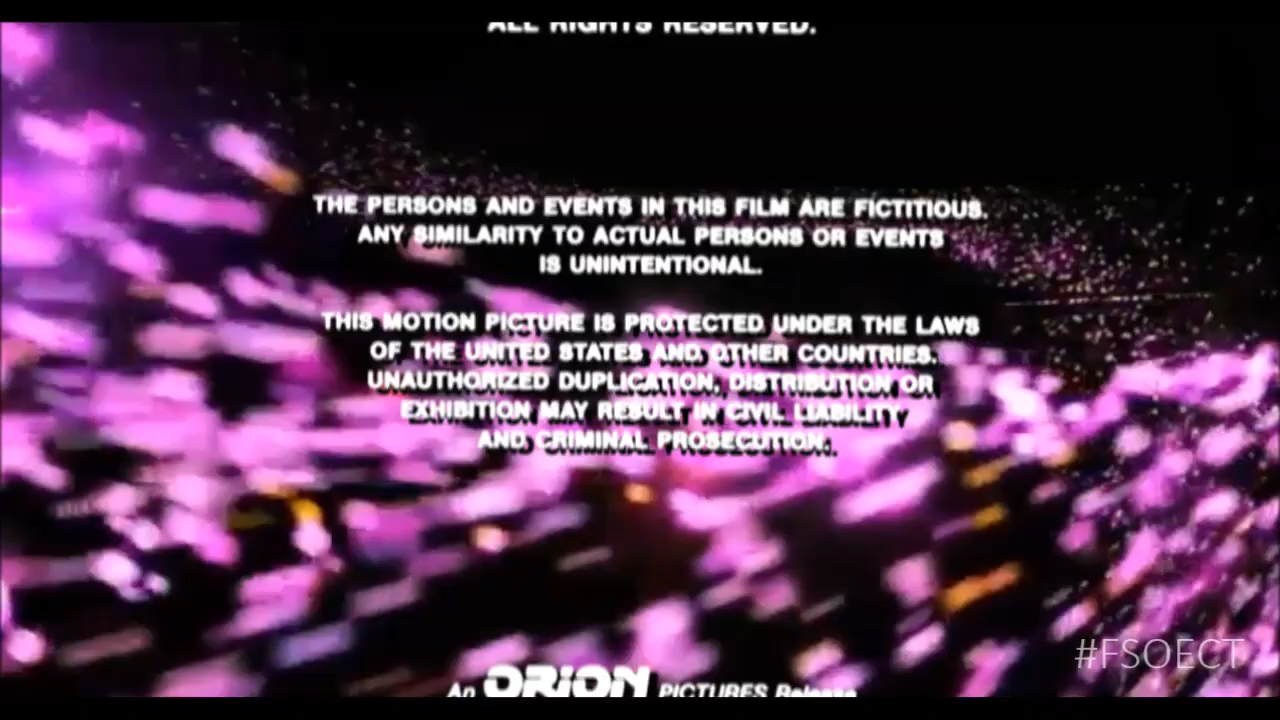 ALL RIGHTS RESERVED.
THE PERSONS AND EVENTS IN THIS FILM ARE FICTITIOUS.
ANY SIMILARITY TO ACTUAL PERSONS OR EVENTS
IS UNINTENTIONAL.
THIS MOTION PICTURE IS PROTECTED UNDER THE LAWS
OF THE UNITED STATES AND OTHER COUNTRIES.
UNAUTHORIZED DUPLICATION, DISTRIBUTION OR
EXHIBITION MAY RESULT IN CIVIL LIABILITY
AND CRIMINAL PROSECUTION.
#FSOECT
An ORION PICTURES Release